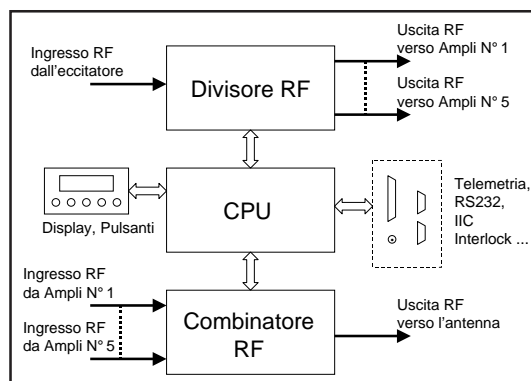 Ingresso RF
dall'eccitatore
Divisore RF
Uscita RF
verso Ampli N° 1
Uscita RF
verso Ampli N° 5
Display, Pulsanti
CPU
Telemetria,
RS232,
IIC
Interlock ...
Ingresso RF
da Ampli N° 1
Ingresso RF
da Ampli N° 5
Combinatore
RF
Uscita RF
verso l'antenna